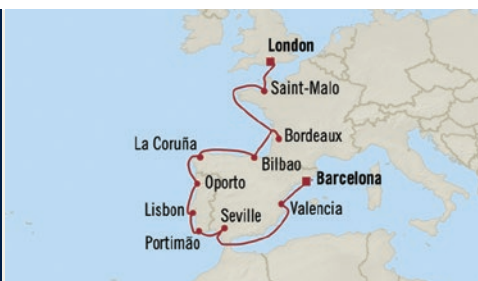 London
Saint-Malo
Bordeaux
La Coruña
Bilbao
Oporto
Barcelona
Lisbon
Seville
Valencia
Portimão